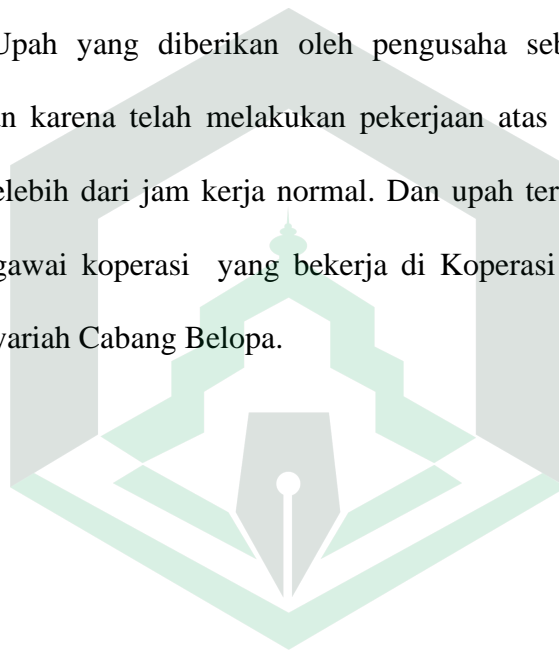 Upah yang diberikan oleh pengusaha seb
n karena telah melakukan pekerjaan atas
elebih dari jam kerja normal. Dan upah ter
gawai koperasi yang bekerja di Koperasi
yariah Cabang Belopa.